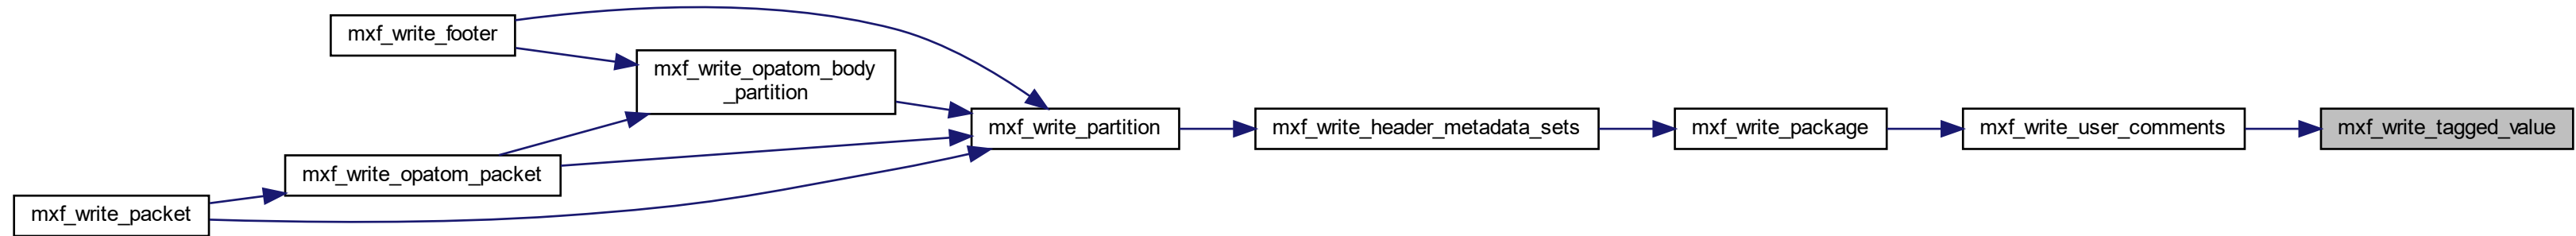 mxf_write_footer
mxf_write_opatom_body
_partition
mxf_write_partition
mxf_write_header_metadata_sets
mxf_write_package
mxf_write_user_comments
mxf_write_tagged_value
mxf_write_opatom_packet
mxf_write_packet